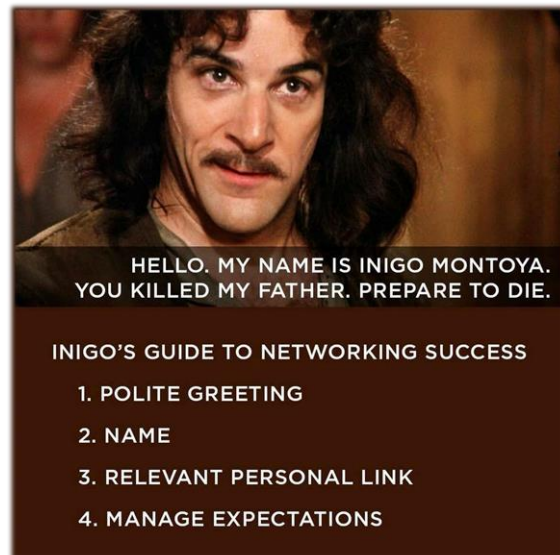 HELLO. MY NAME IS INIGO MONTOYA.
YOU KILLED MY FATHER. PREPARE TO DIE.
INIGO'S GUIDE TO NETWORKING SUCCESS
1. POLITE GREETING
2. NAME
3. RELEVANT PERSONAL LINK
4. MANAGE EXPECTATIONS